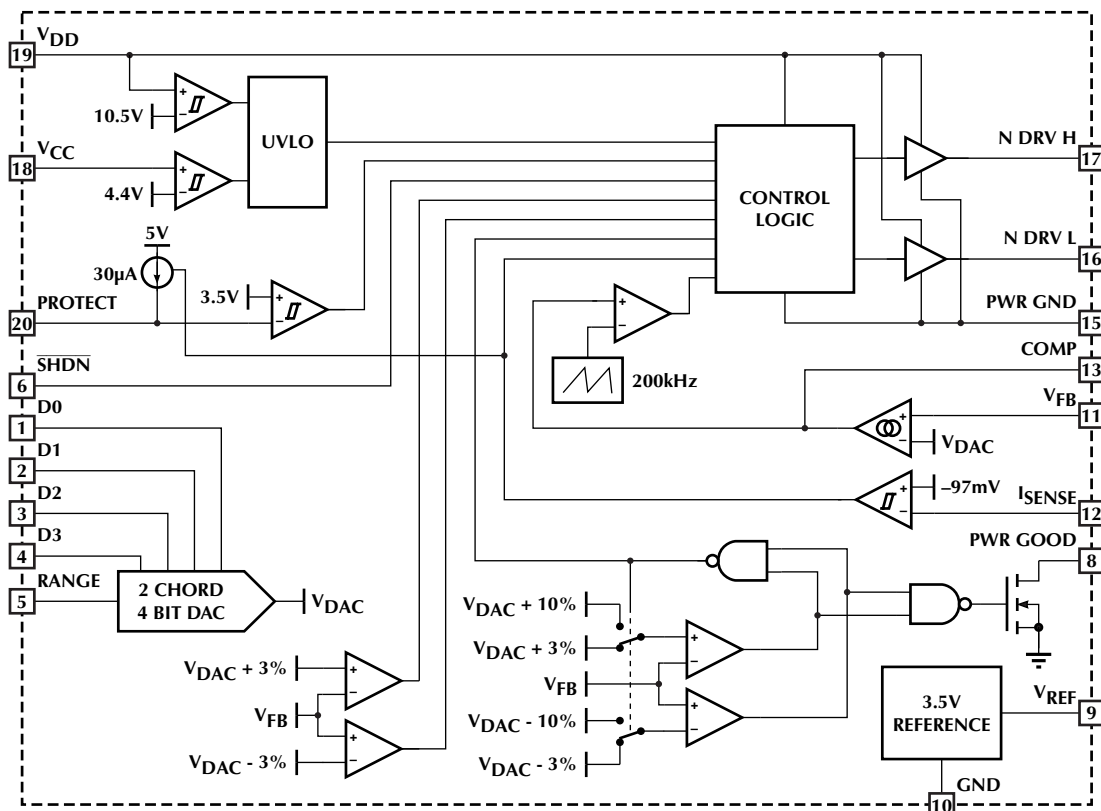 19 VDD
10.5V
UVLO
18 VCC
4.4V
5V
30µA
3.5V
20 PROTECT
6 SHDN
1 D0
2 D1
3 D2
4 D3
5 RANGE
2 CHORD
4 BIT DAC
VDAC
VDAC + 3%
VFB
VDAC - 3%
CONTROL
LOGIC
200kHz
N DRV H 17
N DRV L 16
PWR GND 15
COMP 13
VFB 11
VDAC
–97mV
ISENSE 12
PWR GOOD 8
VDAC + 10%
VDAC + 3%
VFB
VDAC - 10%
VDAC - 3%
3.5V
REFERENCE
VREF 9
GND
10
+
–
+
–
+
–
+
–
+
–
+
–
+
–
+
–
+
–
+
–